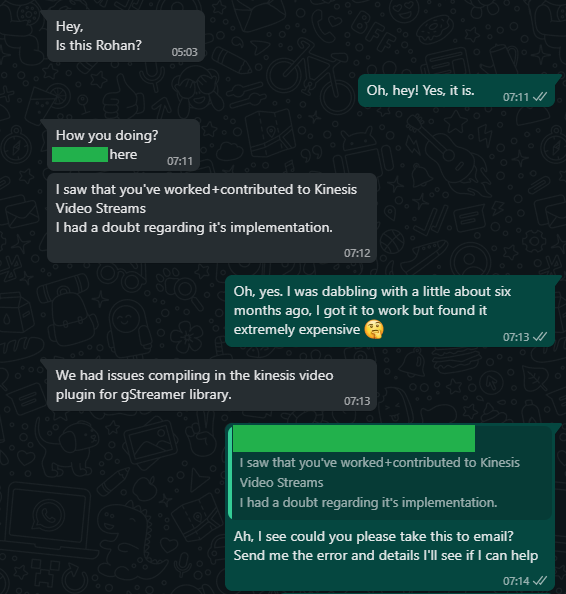 Hey,
Is this Rohan?
05:03
Oh, hey! Yes, it is.
07:11
How you doing?
here
07:11
I saw that you've worked+contributed to Kinesis
Video Streams
I had a doubt regarding it's implementation.
07:12
Oh, yes. I was dabbling with a little about six
months ago, I got it to work but found it
extremely expensive 🤔
07:13
We had issues compiling in the kinesis video
plugin for gStreamer library.
07:13
I saw that you've worked+contributed to Kinesis
Video Streams
I had a doubt regarding it's implementation.
Ah, I see could you please take this to email?
Send me the error and details I'll see if I can help
07:14